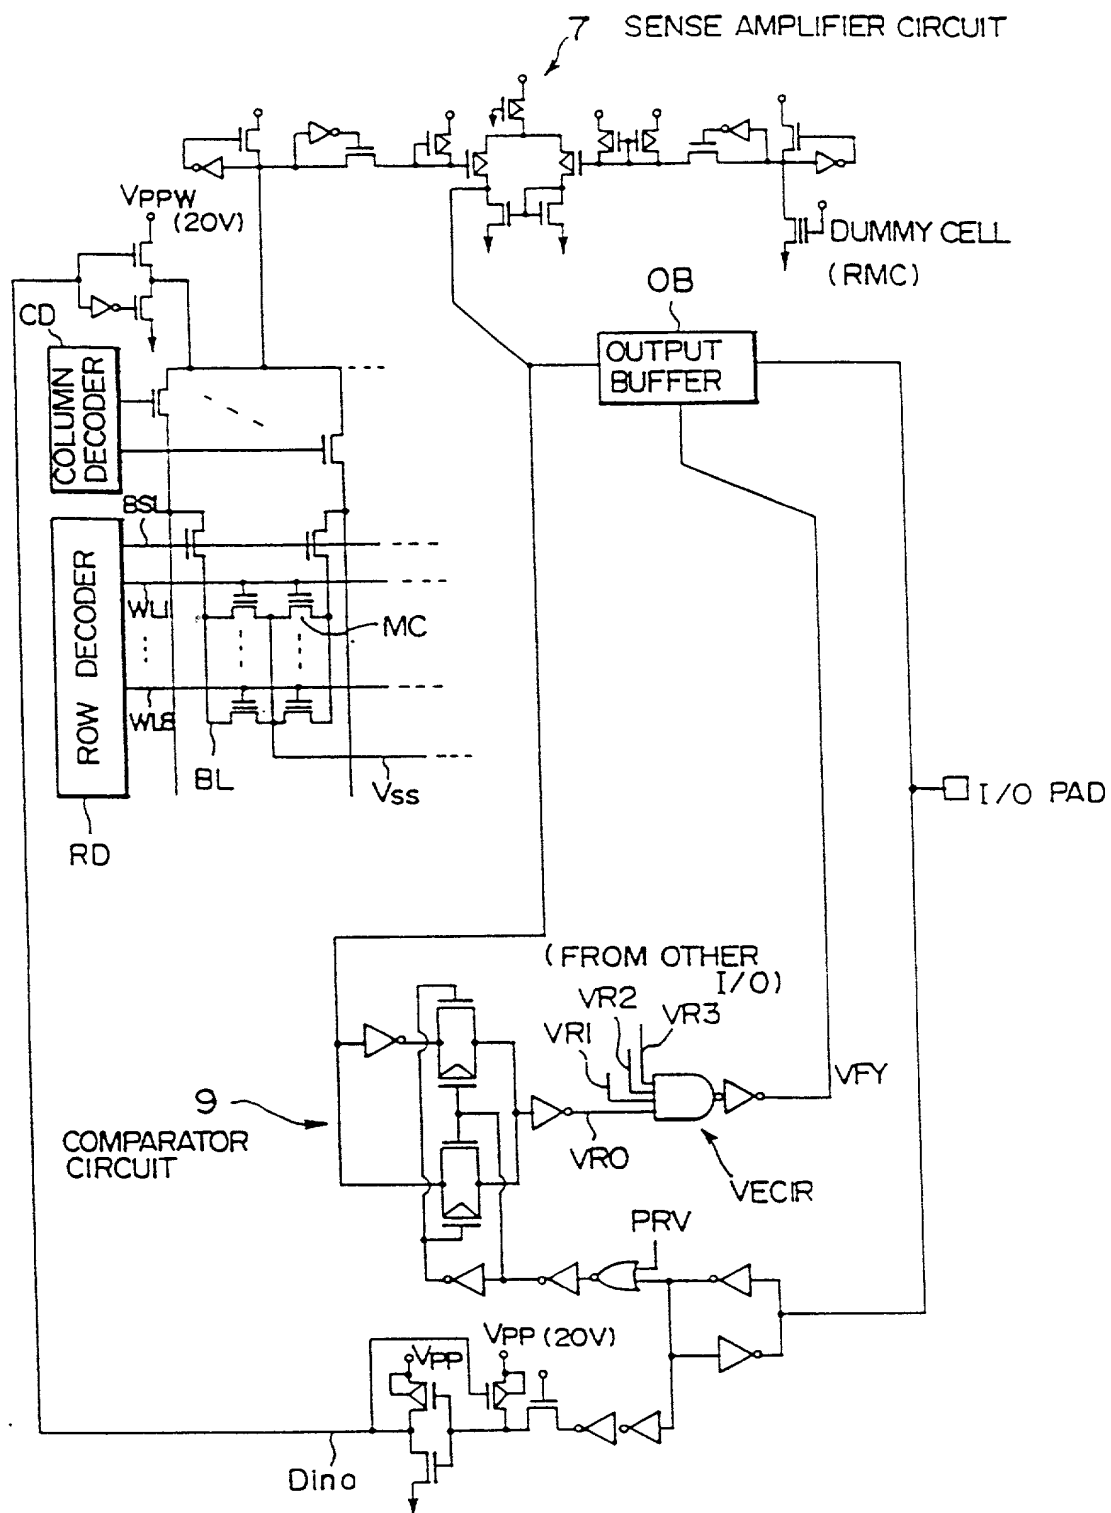 7 SENSE AMPLIFIER CIRCUIT
VPPW
(20V)
DUMMY CELL
(RMC)
OB
OUTPUT
BUFFER
CD
COLUMN
DECODER
BSL
ROW DECODER
WL1
MC
WL8
BL
VSS
RD
I/O PAD
(FROM OTHER
I/O)
VR2
VR3
VR1
VFY
9
COMPARATOR
CIRCUIT
VR0
VECIR
PRV
VPP (20V)
VPP
Dino